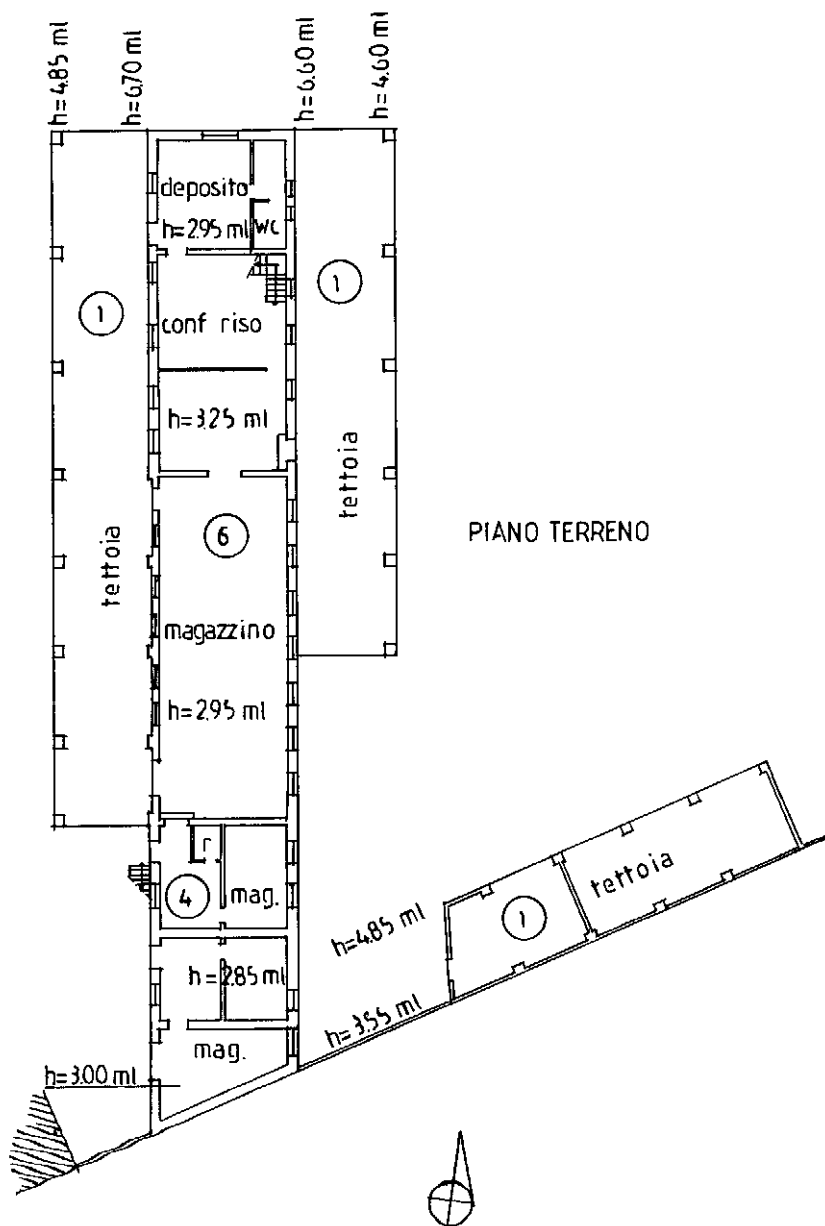 h=4.85 ml
h=6.70 ml
h=6.60 ml
h=4.60 ml
deposito
h=2.95 ml
wc
1
1
conf riso
h=3.25 ml
tettoia
6
PIANO TERRENO
tettoia
magazzino
h=2.95 ml
r
4
mag.
tettoia
1
h=4.85 ml
h=2.85 ml
h=3.55 ml
mag.
h=3.00 ml